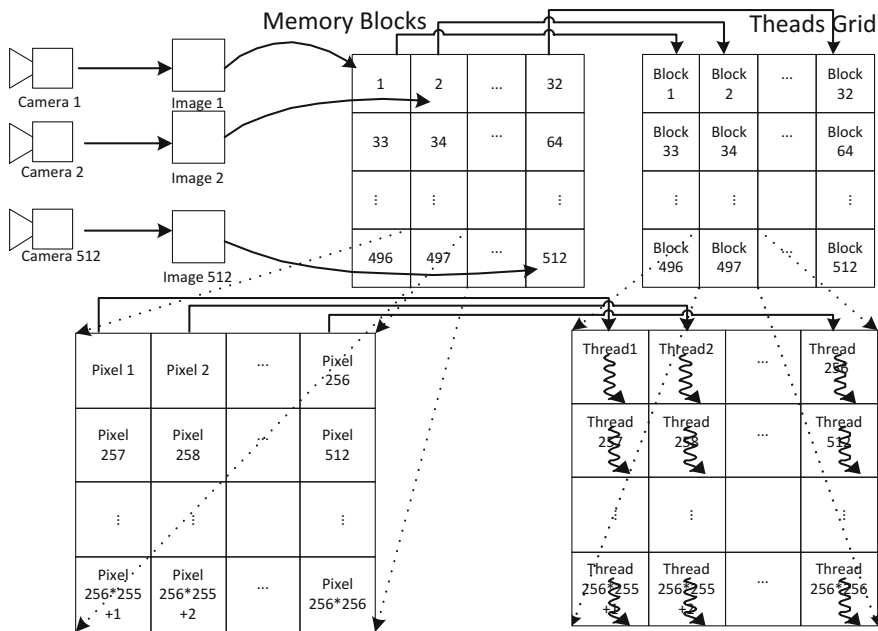 Memory Blocks
Theads Grid
Camera 1
Image 1
Camera 2
Image 2
Camera 512
Image 512
1 2 ... 32
33 34 ... 64
⋮ ⋮ ⋮
496 497 ... 512
Block 1
Block 2
...
Block 32
Block 33
Block 34
...
Block 64
⋮ ⋮ ⋮
Block 496
Block 497
...
Block 512
Pixel 1
Pixel 2
...
Pixel
256
Pixel
257
Pixel
258
...
Pixel
512
⋮ ⋮ ⋮
Pixel
256*255
+1
Pixel
256*255
+2
...
Pixel
256*256
Thread1
Thread2
...
Thread
256
Thread
257
Thread
258
...
Thread
512
⋮ ⋮ ⋮
Thread
256*255
+1
Thread
256*255
+2
...
Thread
256*256